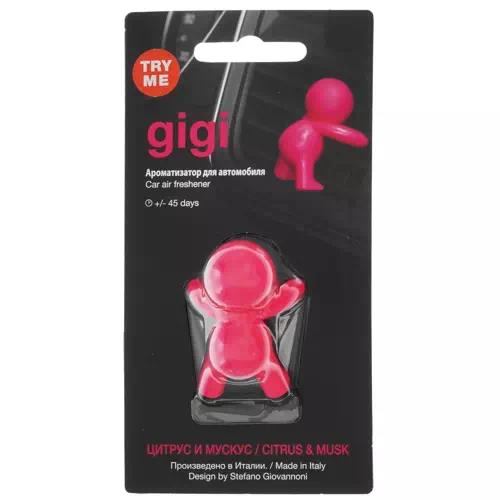 TRY
ME
gigi
Ароматизатор для автомобиля
Car air freshener
+/- 45 days
ЦИТРУС И МУСКУС / CITRUS & MUSK
Произведено в Италии. / Made in Italy
Design by Stefano Giovannoni